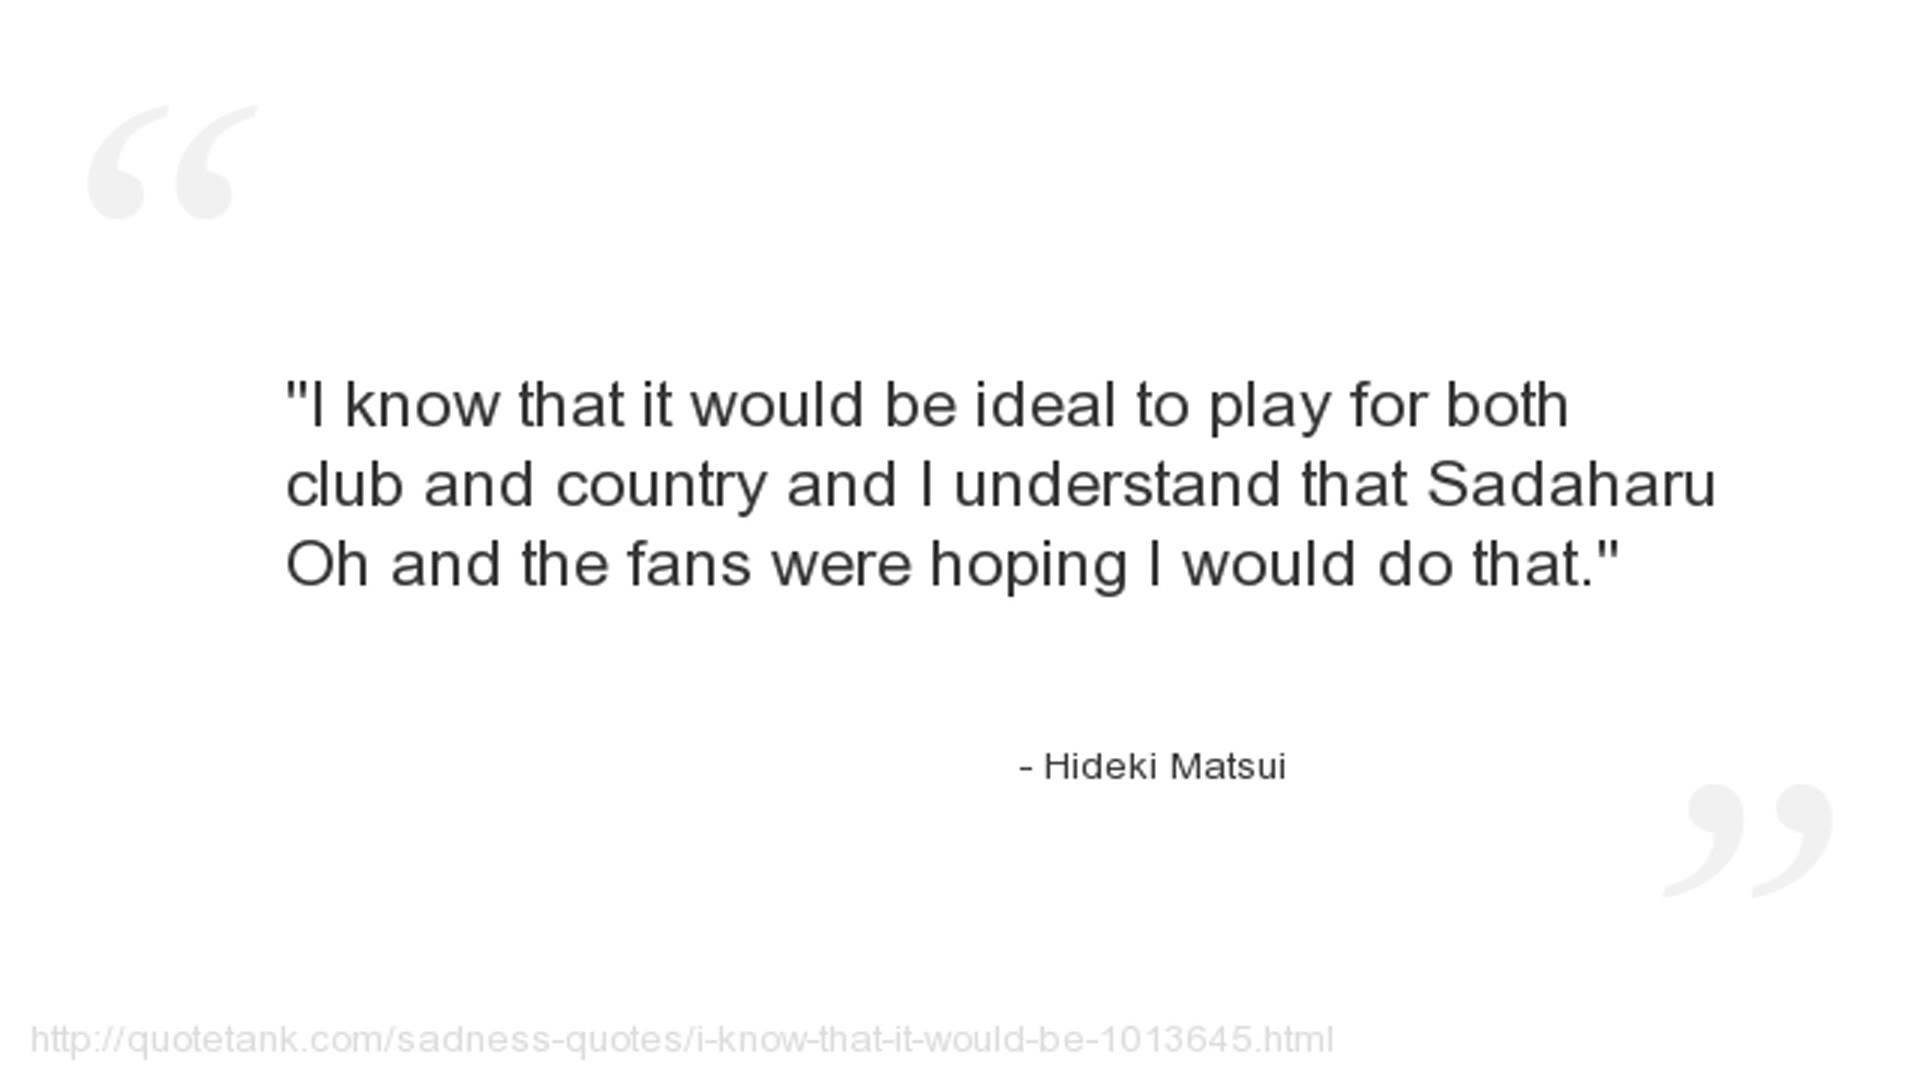 "I know that it would be ideal to play for both
club and country and I understand that Sadaharu
Oh and the fans were hoping I would do that."
- Hideki Matsui
http://quotetank.com/sadness-quotes/i-know-that-it-would-be-1013645.html